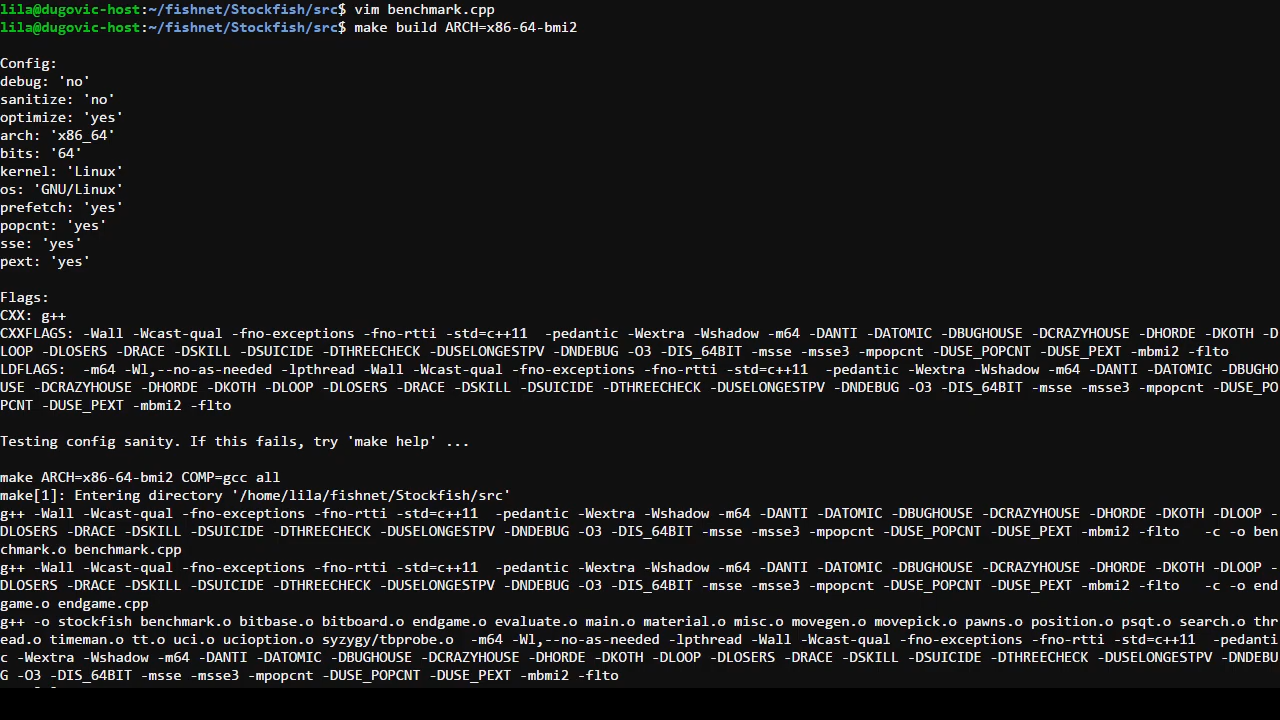 lila@dugovic-host:~/fishnet/Stockfish/src$ vim benchmark.cpp
lila@dugovic-host:~/fishnet/Stockfish/src$ make build ARCH=x86-64-bmi2
Config:
debug: 'no'
sanitize: 'no'
optimize: 'yes'
arch: 'x86_64'
bits: '64'
kernel: 'Linux'
os: 'GNU/Linux'
prefetch: 'yes'
popcnt: 'yes'
sse: 'yes'
pext: 'yes'
Flags:
CXX: g++
CXXFLAGS: -Wall -Wcast-qual -fno-exceptions -fno-rtti -std=c++11  -pedantic -Wextra -Wshadow -m64 -DANTI -DATOMIC -DBUGHOUSE -DCRAZYHOUSE -DHORDE -DKOTH -D
LOOP -DLOSERS -DRACE -DSKILL -DSUICIDE -DTHREECHECK -DUSELONGESTPV -DNDEBUG -O3 -DIS_64BIT -msse -msse3 -mpopcnt -DUSE_POPCNT -DUSE_PEXT -mbmi2 -flto
LDFLAGS:  -m64 -Wl,--no-as-needed -lpthread -Wall -Wcast-qual -fno-exceptions -fno-rtti -std=c++11  -pedantic -Wextra -Wshadow -m64 -DANTI -DATOMIC -DBUGHO
USE -DCRAZYHOUSE -DHORDE -DKOTH -DLOOP -DLOSERS -DRACE -DSKILL -DSUICIDE -DTHREECHECK -DUSELONGESTPV -DNDEBUG -O3 -DIS_64BIT -msse -msse3 -mpopcnt -DUSE_PO
PCNT -DUSE_PEXT -mbmi2 -flto
Testing config sanity. If this fails, try 'make help' ...
make ARCH=x86-64-bmi2 COMP=gcc all
make[1]: Entering directory '/home/lila/fishnet/Stockfish/src'
g++ -Wall -Wcast-qual -fno-exceptions -fno-rtti -std=c++11  -pedantic -Wextra -Wshadow -m64 -DANTI -DATOMIC -DBUGHOUSE -DCRAZYHOUSE -DHORDE -DKOTH -DLOOP -
DLOSERS -DRACE -DSKILL -DSUICIDE -DTHREECHECK -DUSELONGESTPV -DNDEBUG -O3 -DIS_64BIT -msse -msse3 -mpopcnt -DUSE_POPCNT -DUSE_PEXT -mbmi2 -flto   -c -o ben
chmark.o benchmark.cpp
g++ -Wall -Wcast-qual -fno-exceptions -fno-rtti -std=c++11  -pedantic -Wextra -Wshadow -m64 -DANTI -DATOMIC -DBUGHOUSE -DCRAZYHOUSE -DHORDE -DKOTH -DLOOP -
DLOSERS -DRACE -DSKILL -DSUICIDE -DTHREECHECK -DUSELONGESTPV -DNDEBUG -O3 -DIS_64BIT -msse -msse3 -mpopcnt -DUSE_POPCNT -DUSE_PEXT -mbmi2 -flto   -c -o end
game.o endgame.cpp
g++ -o stockfish benchmark.o bitbase.o bitboard.o endgame.o evaluate.o main.o material.o misc.o movegen.o movepick.o pawns.o position.o psqt.o search.o thr
ead.o timeman.o tt.o uci.o ucioption.o syzygy/tbprobe.o  -m64 -Wl,--no-as-needed -lpthread -Wall -Wcast-qual -fno-exceptions -fno-rtti -std=c++11  -pedanti
c -Wextra -Wshadow -m64 -DANTI -DATOMIC -DBUGHOUSE -DCRAZYHOUSE -DHORDE -DKOTH -DLOOP -DLOSERS -DRACE -DSKILL -DSUICIDE -DTHREECHECK -DUSELONGESTPV -DNDEBU
G -O3 -DIS_64BIT -msse -msse3 -mpopcnt -DUSE_POPCNT -DUSE_PEXT -mbmi2 -flto